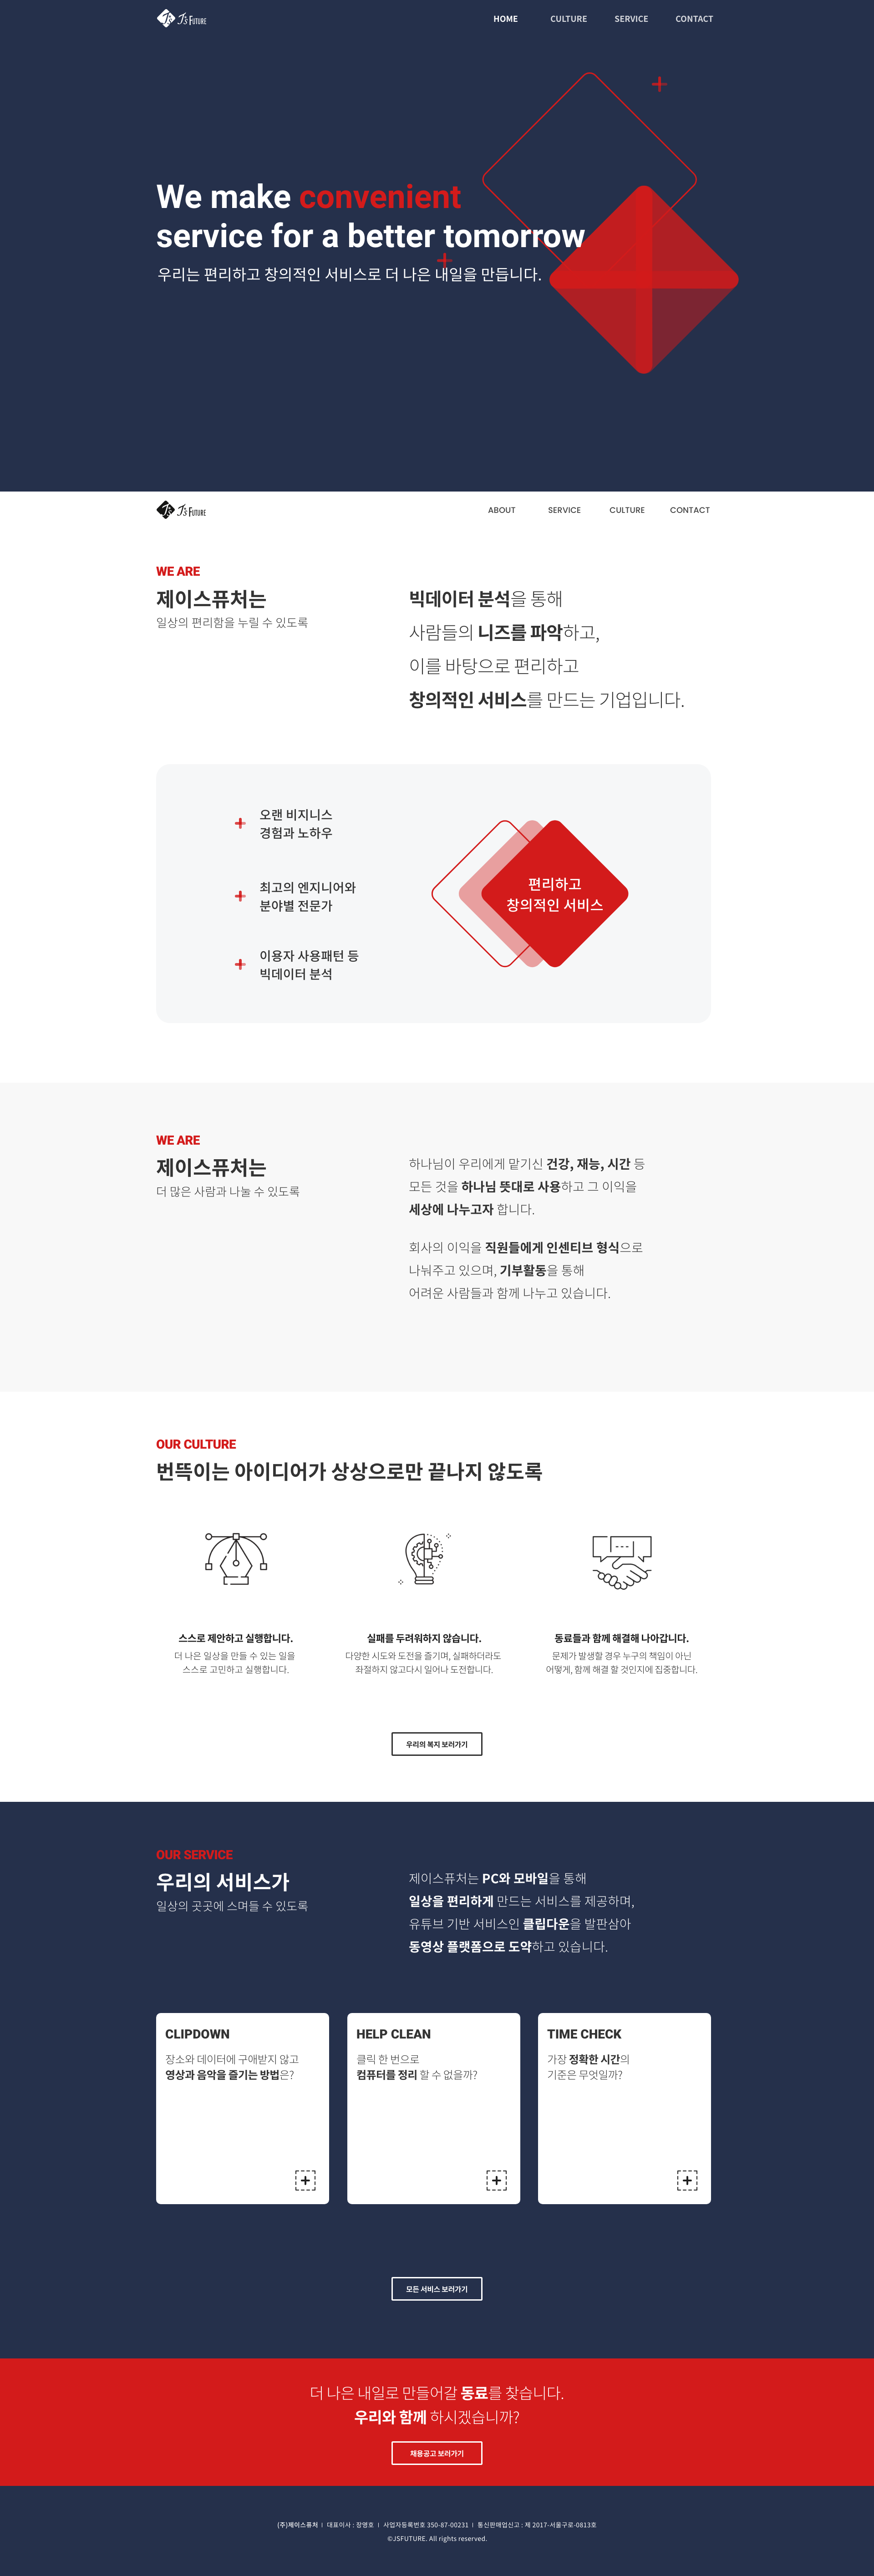 JS FUTURE
HOME CULTURE SERVICE CONTACT
We make convenient
service for a better tomorrow
우리는 편리하고 창의적인 서비스로 더 나은 내일을 만듭니다.
JS FUTURE
ABOUT SERVICE CULTURE CONTACT
WE ARE
제이스퓨처는
일상의 편리함을 누릴 수 있도록
빅데이터 분석을 통해
사람들의 니즈를 파악하고,
이를 바탕으로 편리하고
창의적인 서비스를 만드는 기업입니다.
오랜 비지니스
경험과 노하우
최고의 엔지니어와
분야별 전문가
이용자 사용패턴 등
빅데이터 분석
편리하고
창의적인 서비스
WE ARE
제이스퓨처는
더 많은 사람과 나눌 수 있도록
하나님이 우리에게 맡기신 건강, 재능, 시간 등
모든 것을 하나님 뜻대로 사용하고 그 이익을
세상에 나누고자 합니다.
회사의 이익을 직원들에게 인센티브 형식으로
나눠주고 있으며, 기부활동을 통해
어려운 사람들과 함께 나누고 있습니다.
OUR CULTURE
번뜩이는 아이디어가 상상으로만 끝나지 않도록
스스로 제안하고 실행합니다.
더 나은 일상을 만들 수 있는 일을
스스로 고민하고 실행합니다.
실패를 두려워하지 않습니다.
다양한 시도와 도전을 즐기며, 실패하더라도
좌절하지 않고다시 일어나 도전합니다.
동료들과 함께 해결해 나아갑니다.
문제가 발생할 경우 누구의 책임이 아닌
어떻게, 함께 해결 할 것인지에 집중합니다.
우리의 복지 보러가기
OUR SERVICE
우리의 서비스가
일상의 곳곳에 스며들 수 있도록
제이스퓨처는 PC와 모바일을 통해
일상을 편리하게 만드는 서비스를 제공하며,
유튜브 기반 서비스인 클립다운을 발판삼아
동영상 플랫폼으로 도약하고 있습니다.
CLIPDOWN
장소와 데이터에 구애받지 않고
영상과 음악을 즐기는 방법은?
HELP CLEAN
클릭 한 번으로
컴퓨터를 정리 할 수 없을까?
TIME CHECK
가장 정확한 시간의
기준은 무엇일까?
모든 서비스 보러가기
더 나은 내일로 만들어갈 동료를 찾습니다.
우리와 함께 하시겠습니까?
채용공고 보러가기
(주)제이스퓨처 | 대표이사 : 장영호 | 사업자등록번호 350-87-00231 | 통신판매업신고 : 제 2017-서울구로-0813호
©JSFUTURE. All rights reserved.